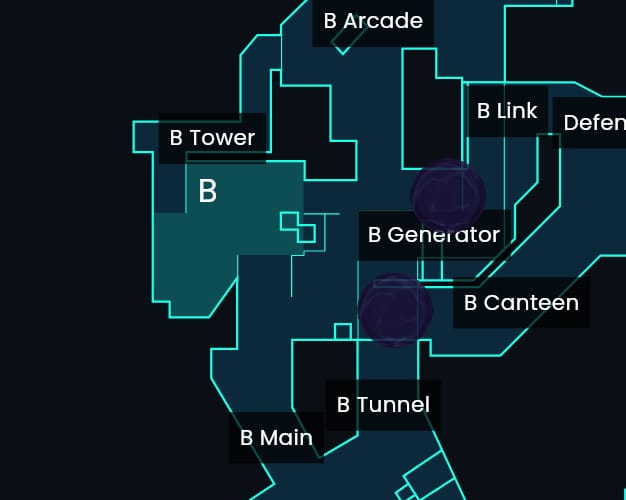 B Arcade
B Link
Defen
B Tower
B
B Generator
B Canteen
B Tunnel
B Main